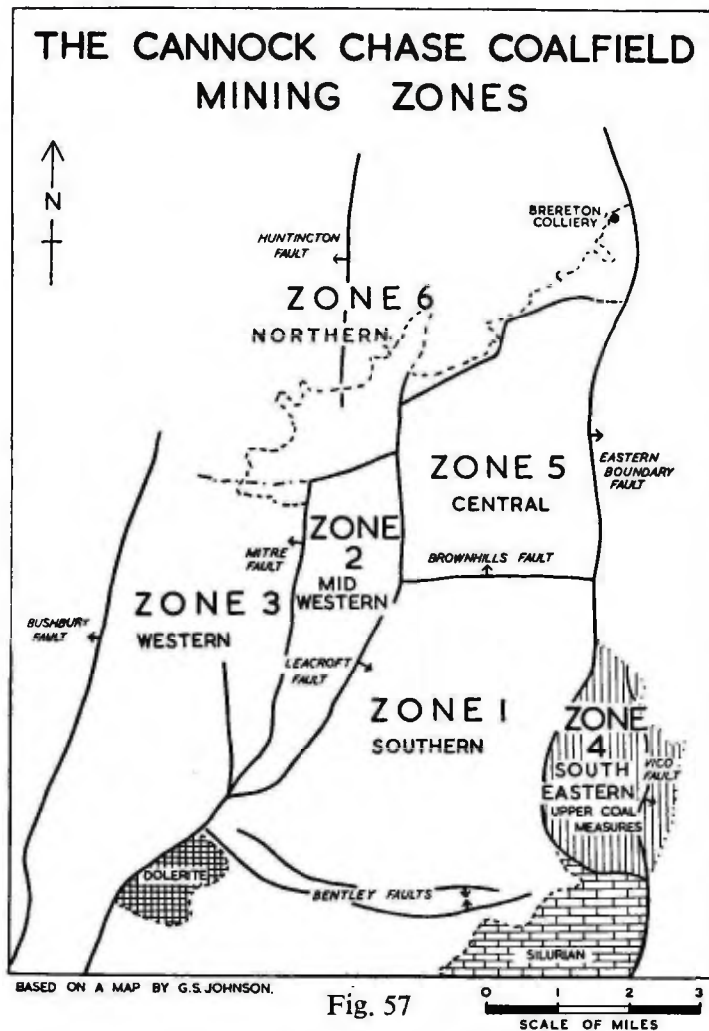 THE CANNOCK CHASE COALFIELD
MINING ZONES
N
BRERETON
COLLIERY
HUNTINGTON
FAULT
ZONE 6
NORTHERN
ZONE 5
CENTRAL
EASTERN
BOUNDARY
FAULT
ZONE
2
MID
WESTERN
MITRE
FAULT
BROWNHILLS FAULT
ZONE 3
WESTERN
BUSHBURY
FAULT
LEACROFT
FAULT
ZONE 1
SOUTHERN
ZONE
4
SOUTH
EASTERN
UPPER COAL
MEASURES
VICO
FAULT
DOLERITE
BENTLEY FAULTS
SILURIAN
BASED ON A MAP BY G.S. JOHNSON.
Fig. 57
0 1 2 3
SCALE OF MILES